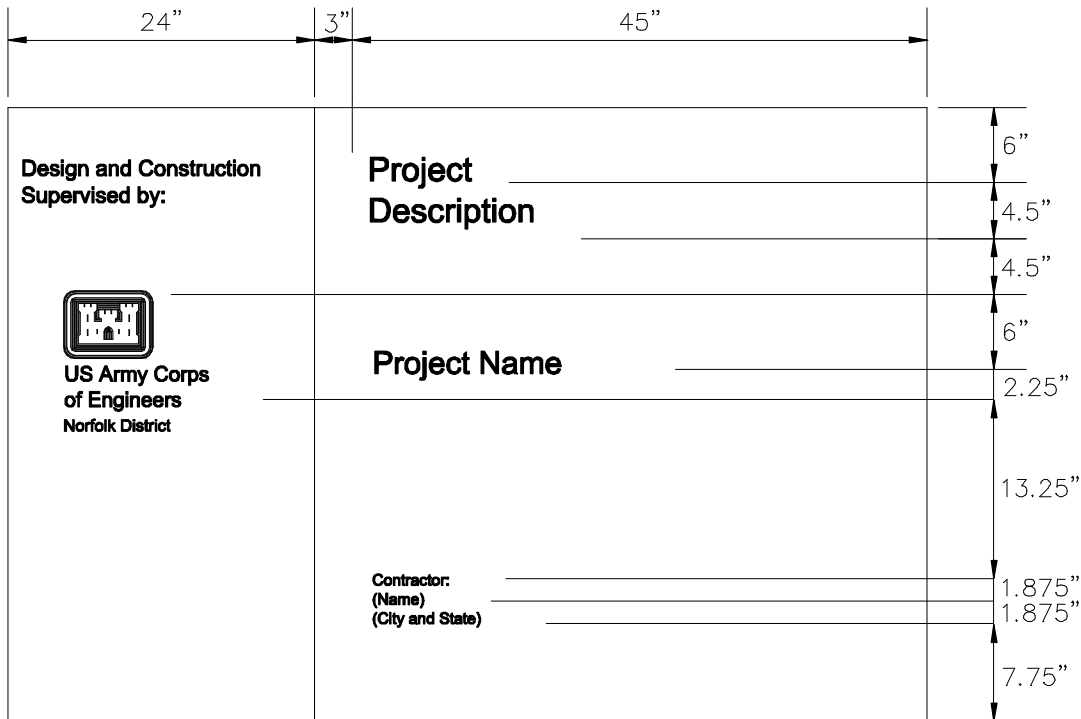 24”
3”
45”
Design and Construction
Supervised by:
Project
Description
US Army Corps
of Engineers
Norfolk District
Project Name
Contractor:
(Name)
(City and State)
6”
4.5”
4.5”
6”
2.25”
13.25”
1.875”
1.875”
7.75”